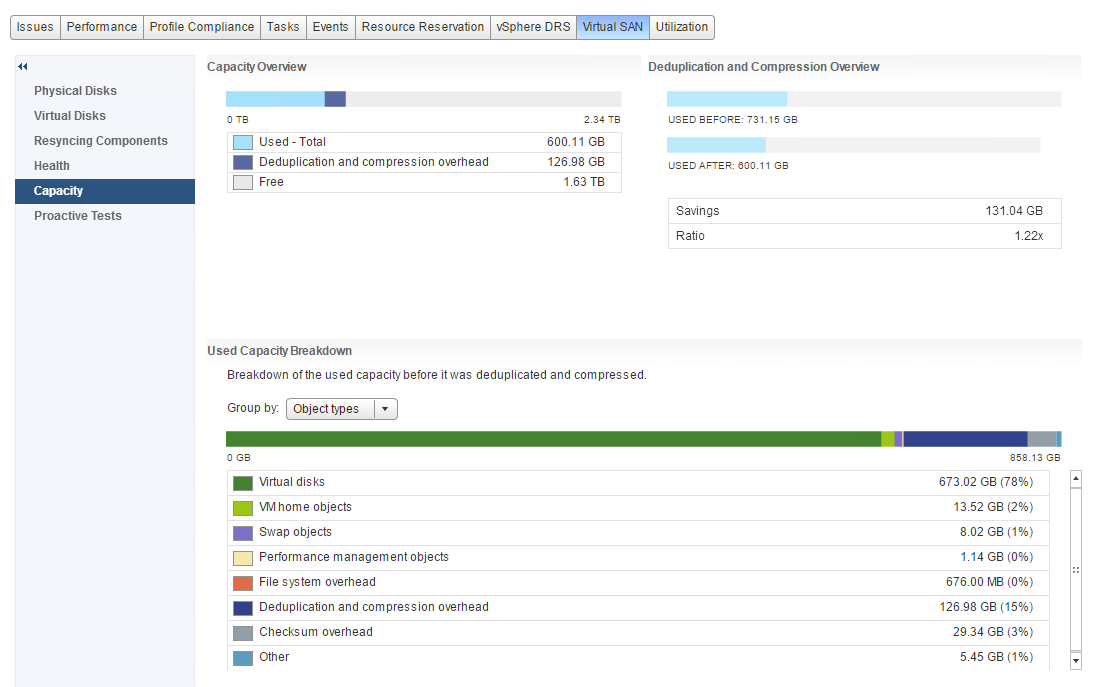 Issues Performance Profile Compliance Tasks Events Resource Reservation vSphere DRS Virtual SAN Utilization
Physical Disks
Virtual Disks
Resyncing Components
Health
Capacity
Proactive Tests
Capacity Overview
0 TB 2.34 TB
Used - Total 600.11 GB
Deduplication and compression overhead 126.98 GB
Free 1.63 TB
Deduplication and Compression Overview
USED BEFORE: 731.15 GB
USED AFTER: 600.11 GB
Savings 131.04 GB
Ratio 1.22x
Used Capacity Breakdown
Breakdown of the used capacity before it was deduplicated and compressed.
Group by: Object types
0 GB 858.13 GB
Virtual disks 673.02 GB (78%)
VM home objects 13.52 GB (2%)
Swap objects 8.02 GB (1%)
Performance management objects 1.14 GB (0%)
File system overhead 676.00 MB (0%)
Deduplication and compression overhead 126.98 GB (15%)
Checksum overhead 29.34 GB (3%)
Other 5.45 GB (1%)